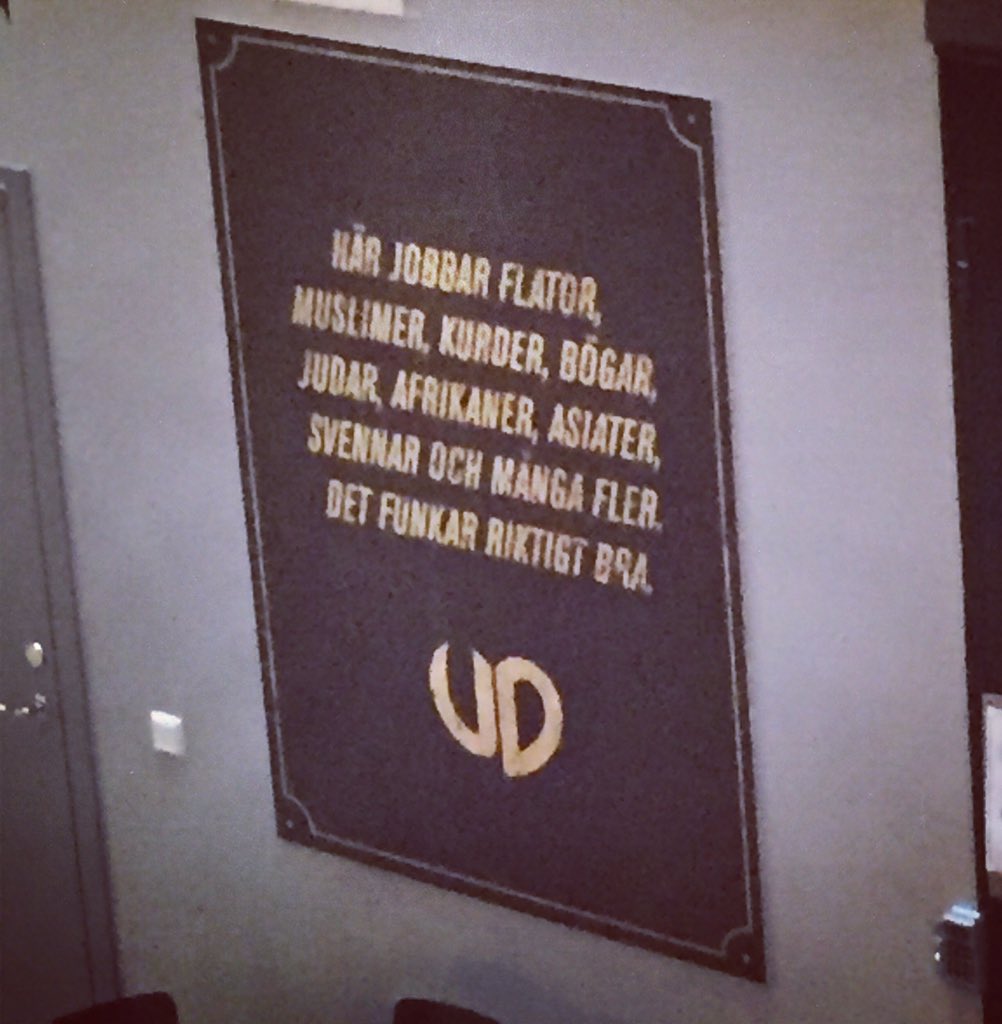 HÄR JOBBAR FLATOR,
MUSLIMER, KURDER, BÖGAR,
JUDAR, AFRIKANER, ASIATER,
SVENNAR OCH MÅNGA FLER.
DET FUNKAR RIKTIGT BRA.
UD